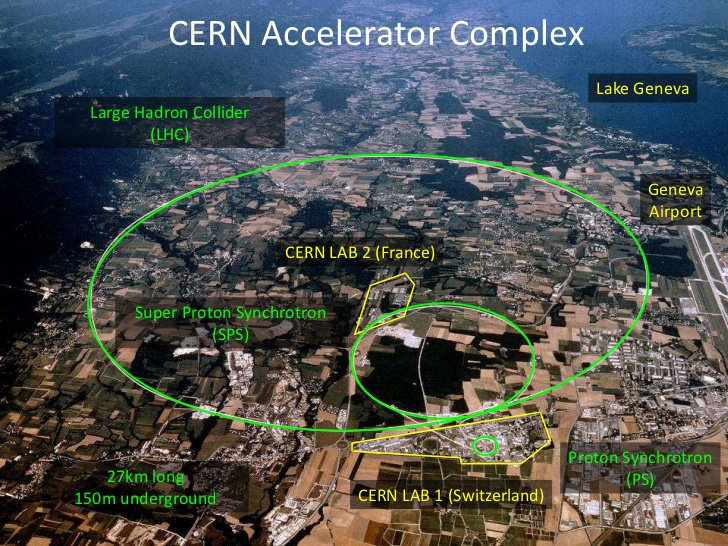 CERN Accelerator Complex
Lake Geneva
Large Hadron Collider
(LHC)
Geneva
Airport
CERN LAB 2 (France)
Super Proton Synchrotron
(SPS)
Proton Synchrotron
(PS)
27km long
150m underground
CERN LAB 1 (Switzerland)